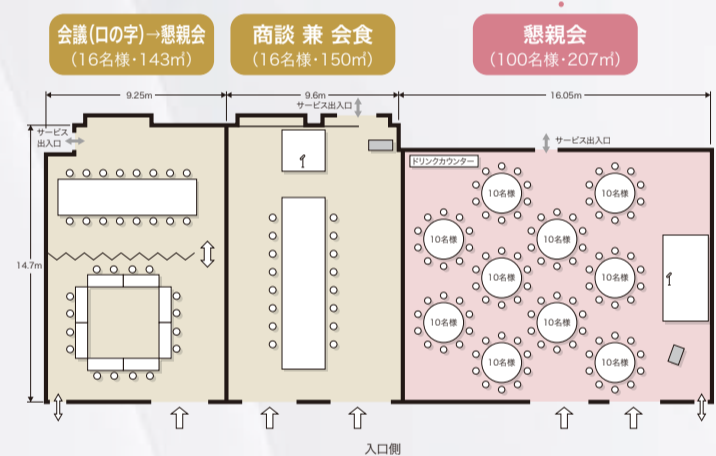 会議(ロの字)→懇親会
(16名様・143㎡)
商談 兼 会食
(16名様・150㎡)
懇親会
(100名様・207㎡)
9.25m
9.6m
16.05m
サービス出入口
サービス
出入口
サービス出入口
ドリンクカウンター
10名様
10名様
10名様
10名様
10名様
10名様
10名様
10名様
10名様
10名様
14.7m
入口側